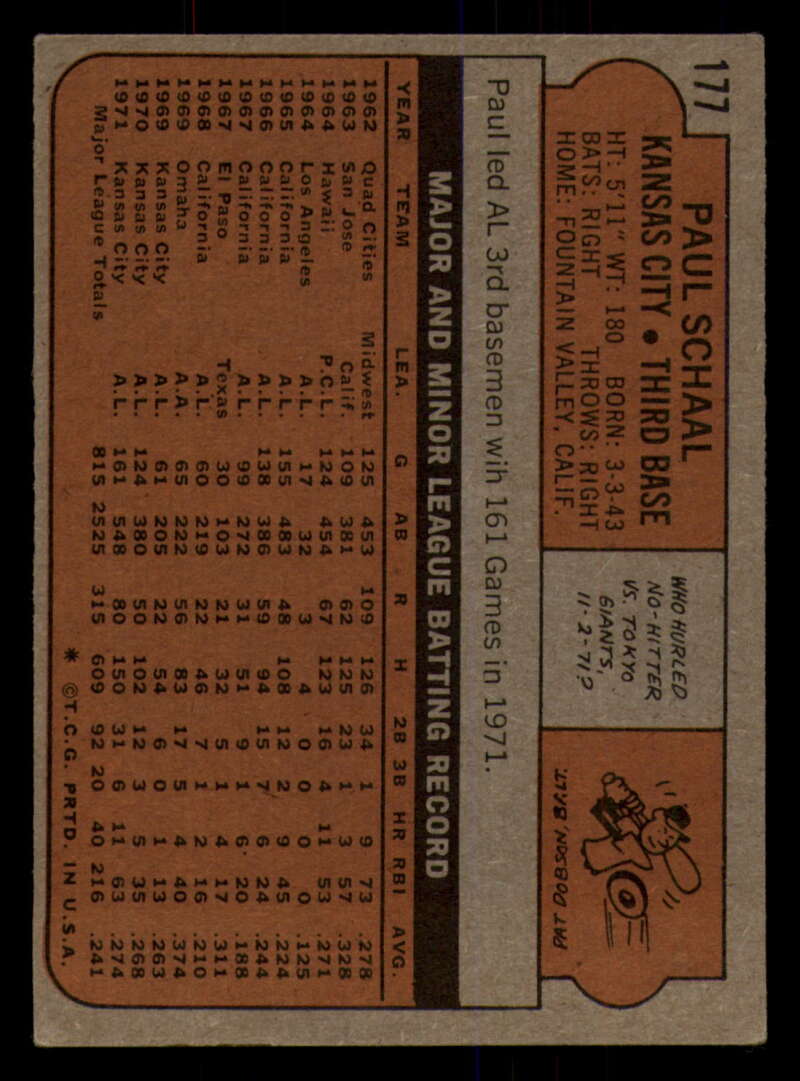 177
PAUL SCHAAL
KANSAS CITY • THIRD BASE
HT: 5'11" WT: 180 BORN: 3-3-43
BATS: RIGHT THROWS: RIGHT
HOME: FOUNTAIN VALLEY, CALIF.
WHO HURLED
NO-HITTER
VS. TOKYO
GIANTS,
11-2-71?
PAT DOBSON, BALT.
Paul led AL 3rd basemen wih 161 Games in 1971.
MAJOR AND MINOR LEAGUE BATTING RECORD
YEAR TEAM LEA. G AB R H 2B 3B HR RBI AVG.
1962 Quad Cities Midwest 125 453 109 126 34 1 9 73 .278
1963 San Jose Calif. 109 381 62 125 23 1 3 57 .328
1964 Hawaii P.C.L. 124 454 67 123 16 4 11 53 .271
1964 Los Angeles A.L. 17 32 3 4 0 0 0 0 .125
1965 California A.L. 155 483 48 108 12 2 9 45 .224
1966 California A.L. 138 386 59 94 15 7 6 24 .244
1967 California A.L. 99 272 31 51 9 1 6 20 .188
1967 El Paso Texas 30 103 21 32 5 1 4 17 .311
1968 California A.L. 60 219 22 46 7 1 2 16 .210
1969 Omaha A.A. 65 222 56 83 17 5 4 40 .374
1969 Kansas City A.L. 61 205 22 54 6 0 1 13 .263
1970 Kansas City A.L. 124 380 50 102 12 3 5 35 .268
1971 Kansas City A.L. 161 548 80 150 31 6 11 63 .274
Major League Totals 815 2525 315 609 92 20 40 216 .241
* ©T.C.G. PRTD. IN U.S.A.